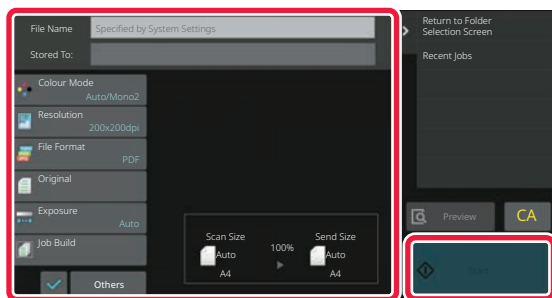 File Name
Specified by System Settings
Stored To:
Colour Mode
Auto/Mono2
Resolution
200x200dpi
File Format
PDF
Original
Exposure
Auto
Job Build
Others
Scan Size
Auto
A4
100%
Send Size
Auto
A4
Return to Folder
Selection Screen
Recent Jobs
Preview
CA
Start